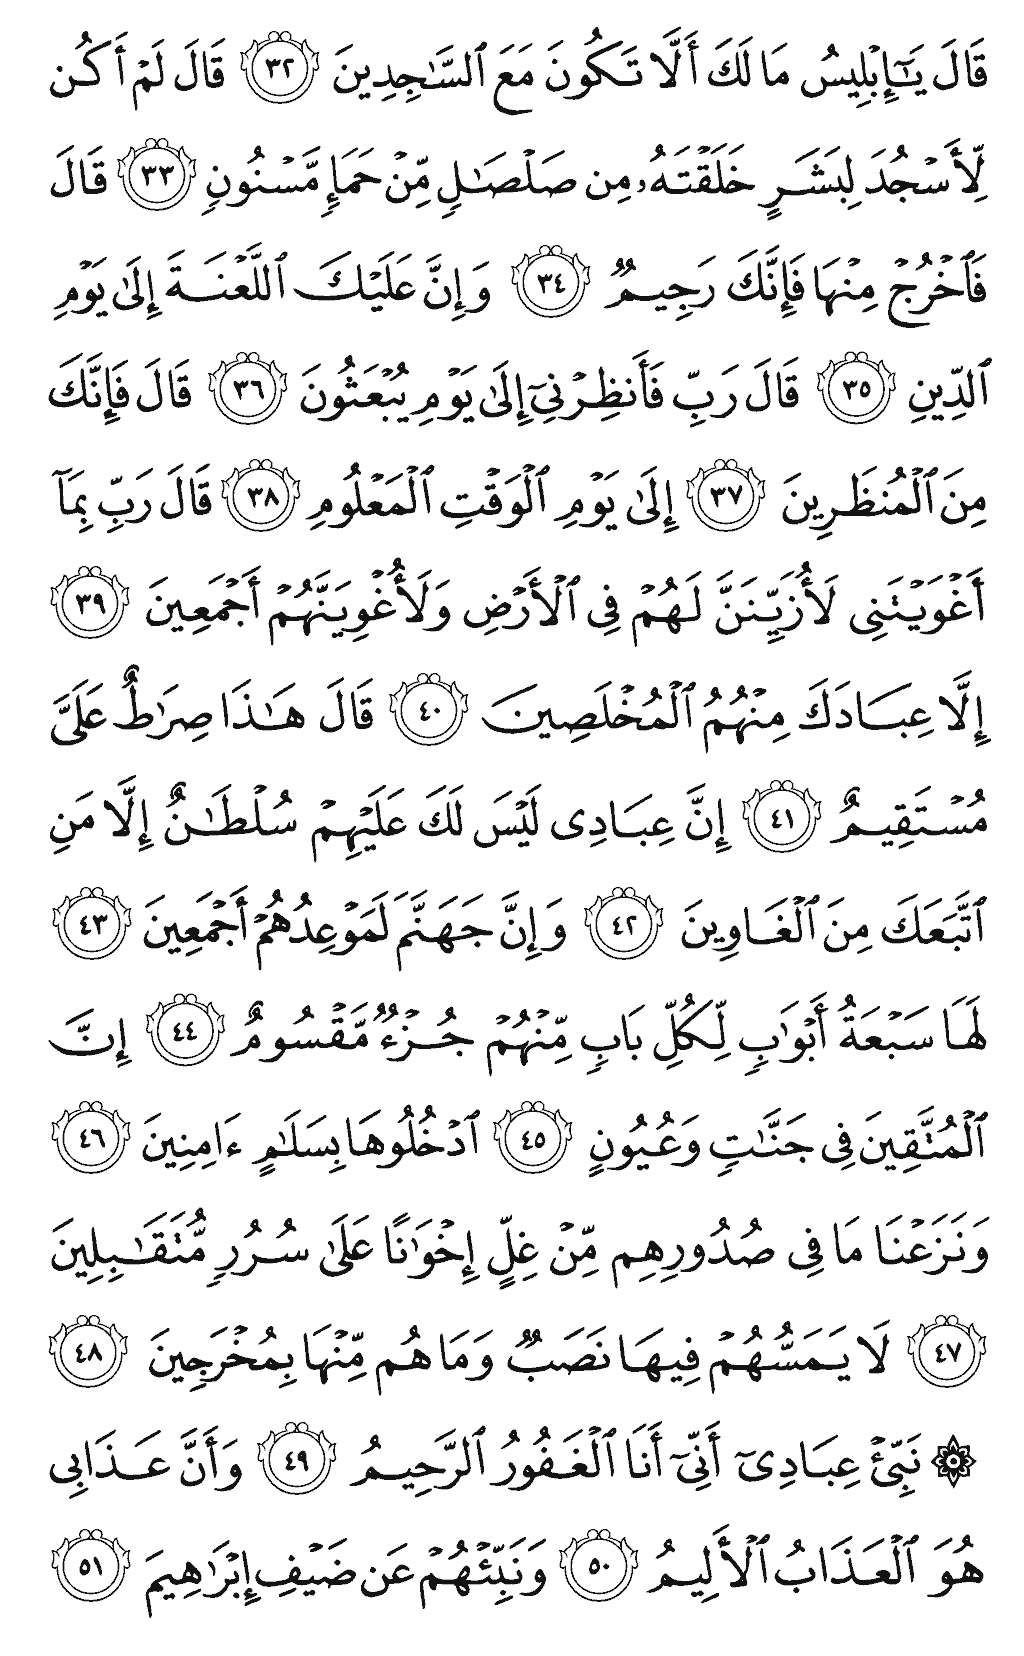 قَالَ يَـٰٓإِبْلِيسُ مَا لَكَ أَلَّا تَكُونَ مَعَ ٱلسَّـٰجِدِينَ ٣٢ قَالَ لَمْ أَكُن
لِّأَسْجُدَ لِبَشَرٍ خَلَقْتَهُۥ مِن صَلْصَـٰلٍ مِّنْ حَمَإٍ مَّسْنُونٍ ٣٣ قَالَ
فَٱخْرُجْ مِنْهَا فَإِنَّكَ رَجِيمٌ ٣٤ وَإِنَّ عَلَيْكَ ٱللَّعْنَةَ إِلَىٰ يَوْمِ
ٱلدِّينِ ٣٥ قَالَ رَبِّ فَأَنظِرْنِىٓ إِلَىٰ يَوْمِ يُبْعَثُونَ ٣٦ قَالَ فَإِنَّكَ
مِنَ ٱلْمُنظَرِينَ ٣٧ إِلَىٰ يَوْمِ ٱلْوَقْتِ ٱلْمَعْلُومِ ٣٨ قَالَ رَبِّ بِمَآ
أَغْوَيْتَنِى لَأُزَيِّنَنَّ لَهُمْ فِى ٱلْأَرْضِ وَلَأُغْوِيَنَّهُمْ أَجْمَعِينَ ٣٩
إِلَّا عِبَادَكَ مِنْهُمُ ٱلْمُخْلَصِينَ ٤٠ قَالَ هَـٰذَا صِرَٰطٌ عَلَىَّ
مُسْتَقِيمٌ ٤١ إِنَّ عِبَادِى لَيْسَ لَكَ عَلَيْهِمْ سُلْطَـٰنٌ إِلَّا مَنِ
ٱتَّبَعَكَ مِنَ ٱلْغَاوِينَ ٤٢ وَإِنَّ جَهَنَّمَ لَمَوْعِدُهُمْ أَجْمَعِينَ ٤٣
لَهَا سَبْعَةُ أَبْوَٰبٍ لِّكُلِّ بَابٍ مِّنْهُمْ جُزْءٌ مَّقْسُومٌ ٤٤ إِنَّ
ٱلْمُتَّقِينَ فِى جَنَّـٰتٍ وَعُيُونٍ ٤٥ ٱدْخُلُوهَا بِسَلَـٰمٍ ءَامِنِينَ ٤٦
وَنَزَعْنَا مَا فِى صُدُورِهِم مِّنْ غِلٍّ إِخْوَٰنًا عَلَىٰ سُرُرٍ مُّتَقَـٰبِلِينَ
٤٧ لَا يَمَسُّهُمْ فِيهَا نَصَبٌ وَمَا هُم مِّنْهَا بِمُخْرَجِينَ ٤٨
۞ نَبِّئْ عِبَادِىٓ أَنِّىٓ أَنَا ٱلْغَفُورُ ٱلرَّحِيمُ ٤٩ وَأَنَّ عَذَابِى
هُوَ ٱلْعَذَابُ ٱلْأَلِيمُ ٥٠ وَنَبِّئْهُمْ عَن ضَيْفِ إِبْرَٰهِيمَ ٥١